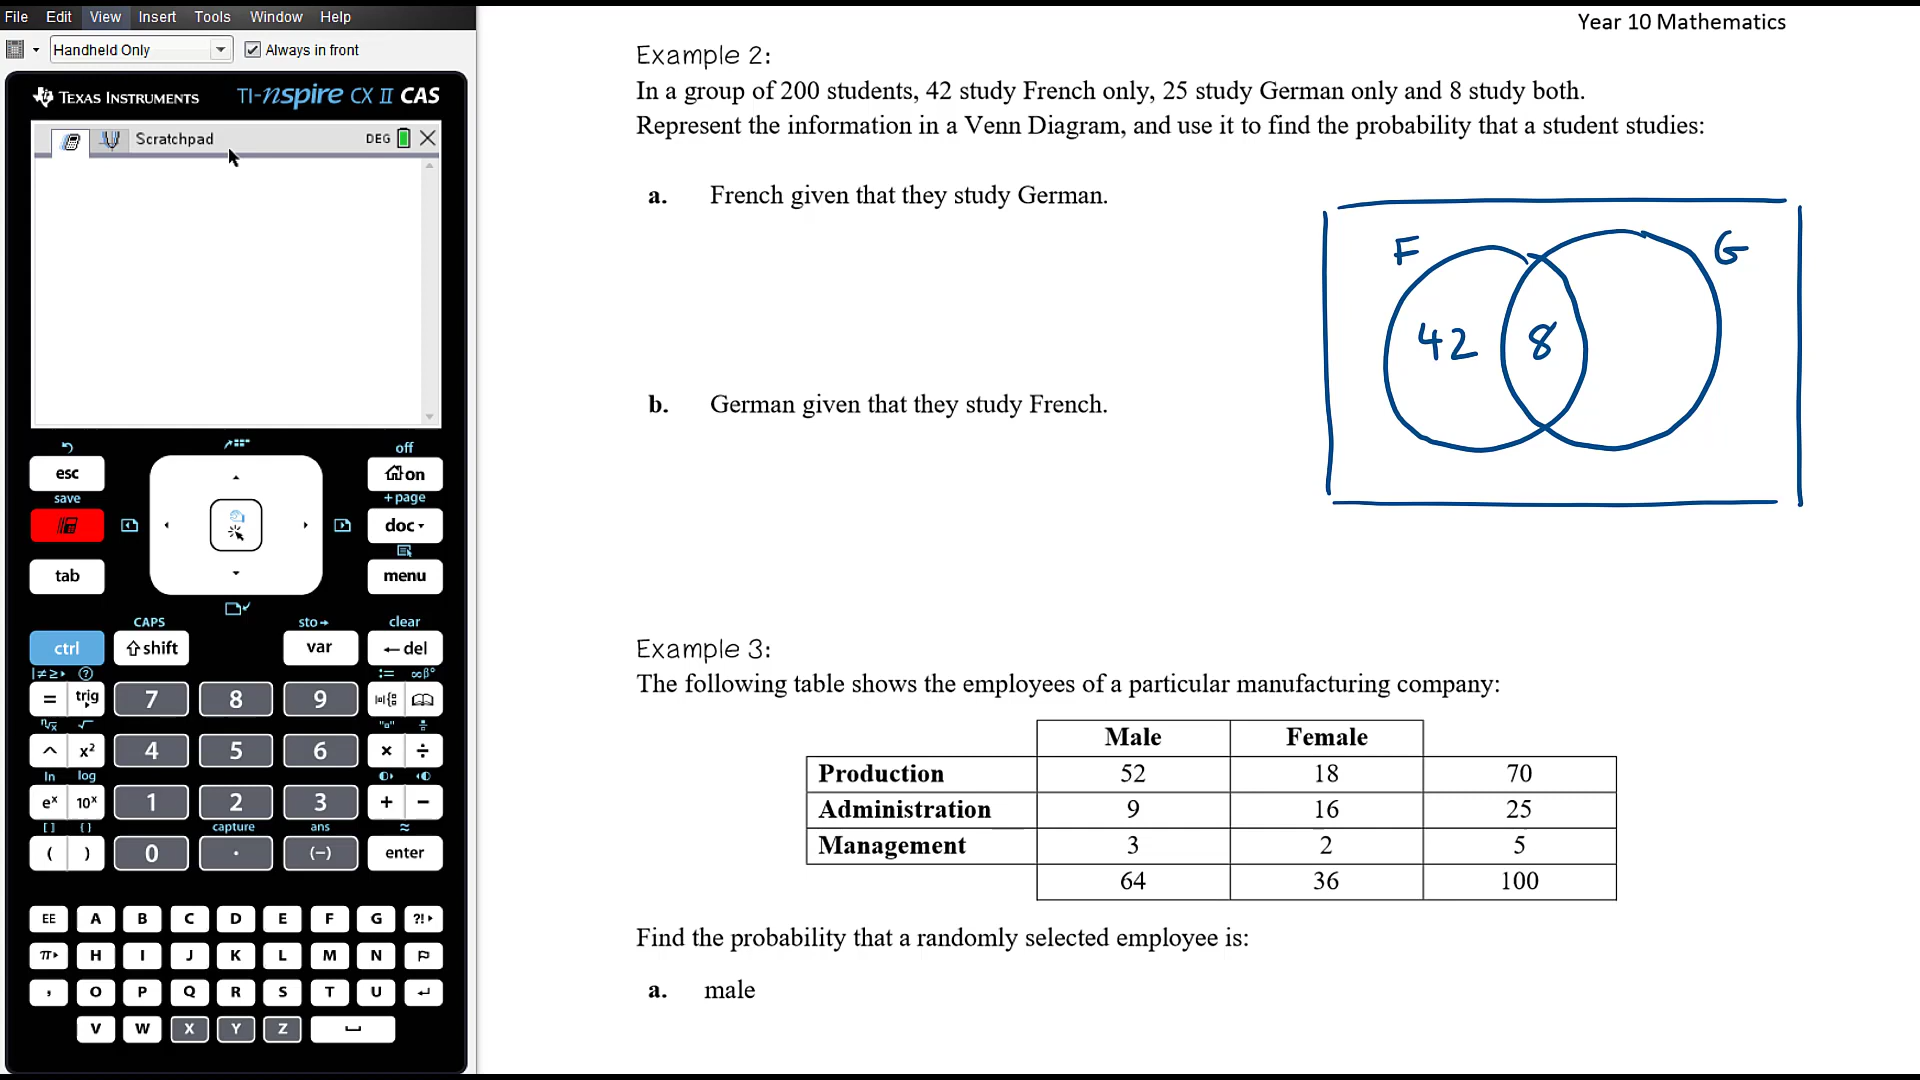 File Edit View Insert Tools Window Help
Handheld Only Always in front
TEXAS INSTRUMENTS TI-nspire CX II CAS
Scratchpad DEG
off
esc on
save + page
doc
tab menu
CAPS sto→ clear
ctrl ⇧shift var ←del
|≠≥▸ ? := ∞β°
= trig 7 8 9
ⁿ√x √ "▫" ÷
^ x² 4 5 6 × ÷
ln log
eˣ 10ˣ 1 2 3 + −
[ ] { } capture ans ≈
( ) 0 . (−) enter
EE A B C D E F G ?!▸
π▸ H I J K L M N
, O P Q R S T U ↵
V W X Y Z
Year 10 Mathematics
Example 2:
In a group of 200 students, 42 study French only, 25 study German only and 8 study both.
Represent the information in a Venn Diagram, and use it to find the probability that a student studies:
a. French given that they study German.
F G
42 8
b. German given that they study French.
Example 3:
The following table shows the employees of a particular manufacturing company:
Male Female
Production 52 18 70
Administration 9 16 25
Management 3 2 5
64 36 100
Find the probability that a randomly selected employee is:
a. male